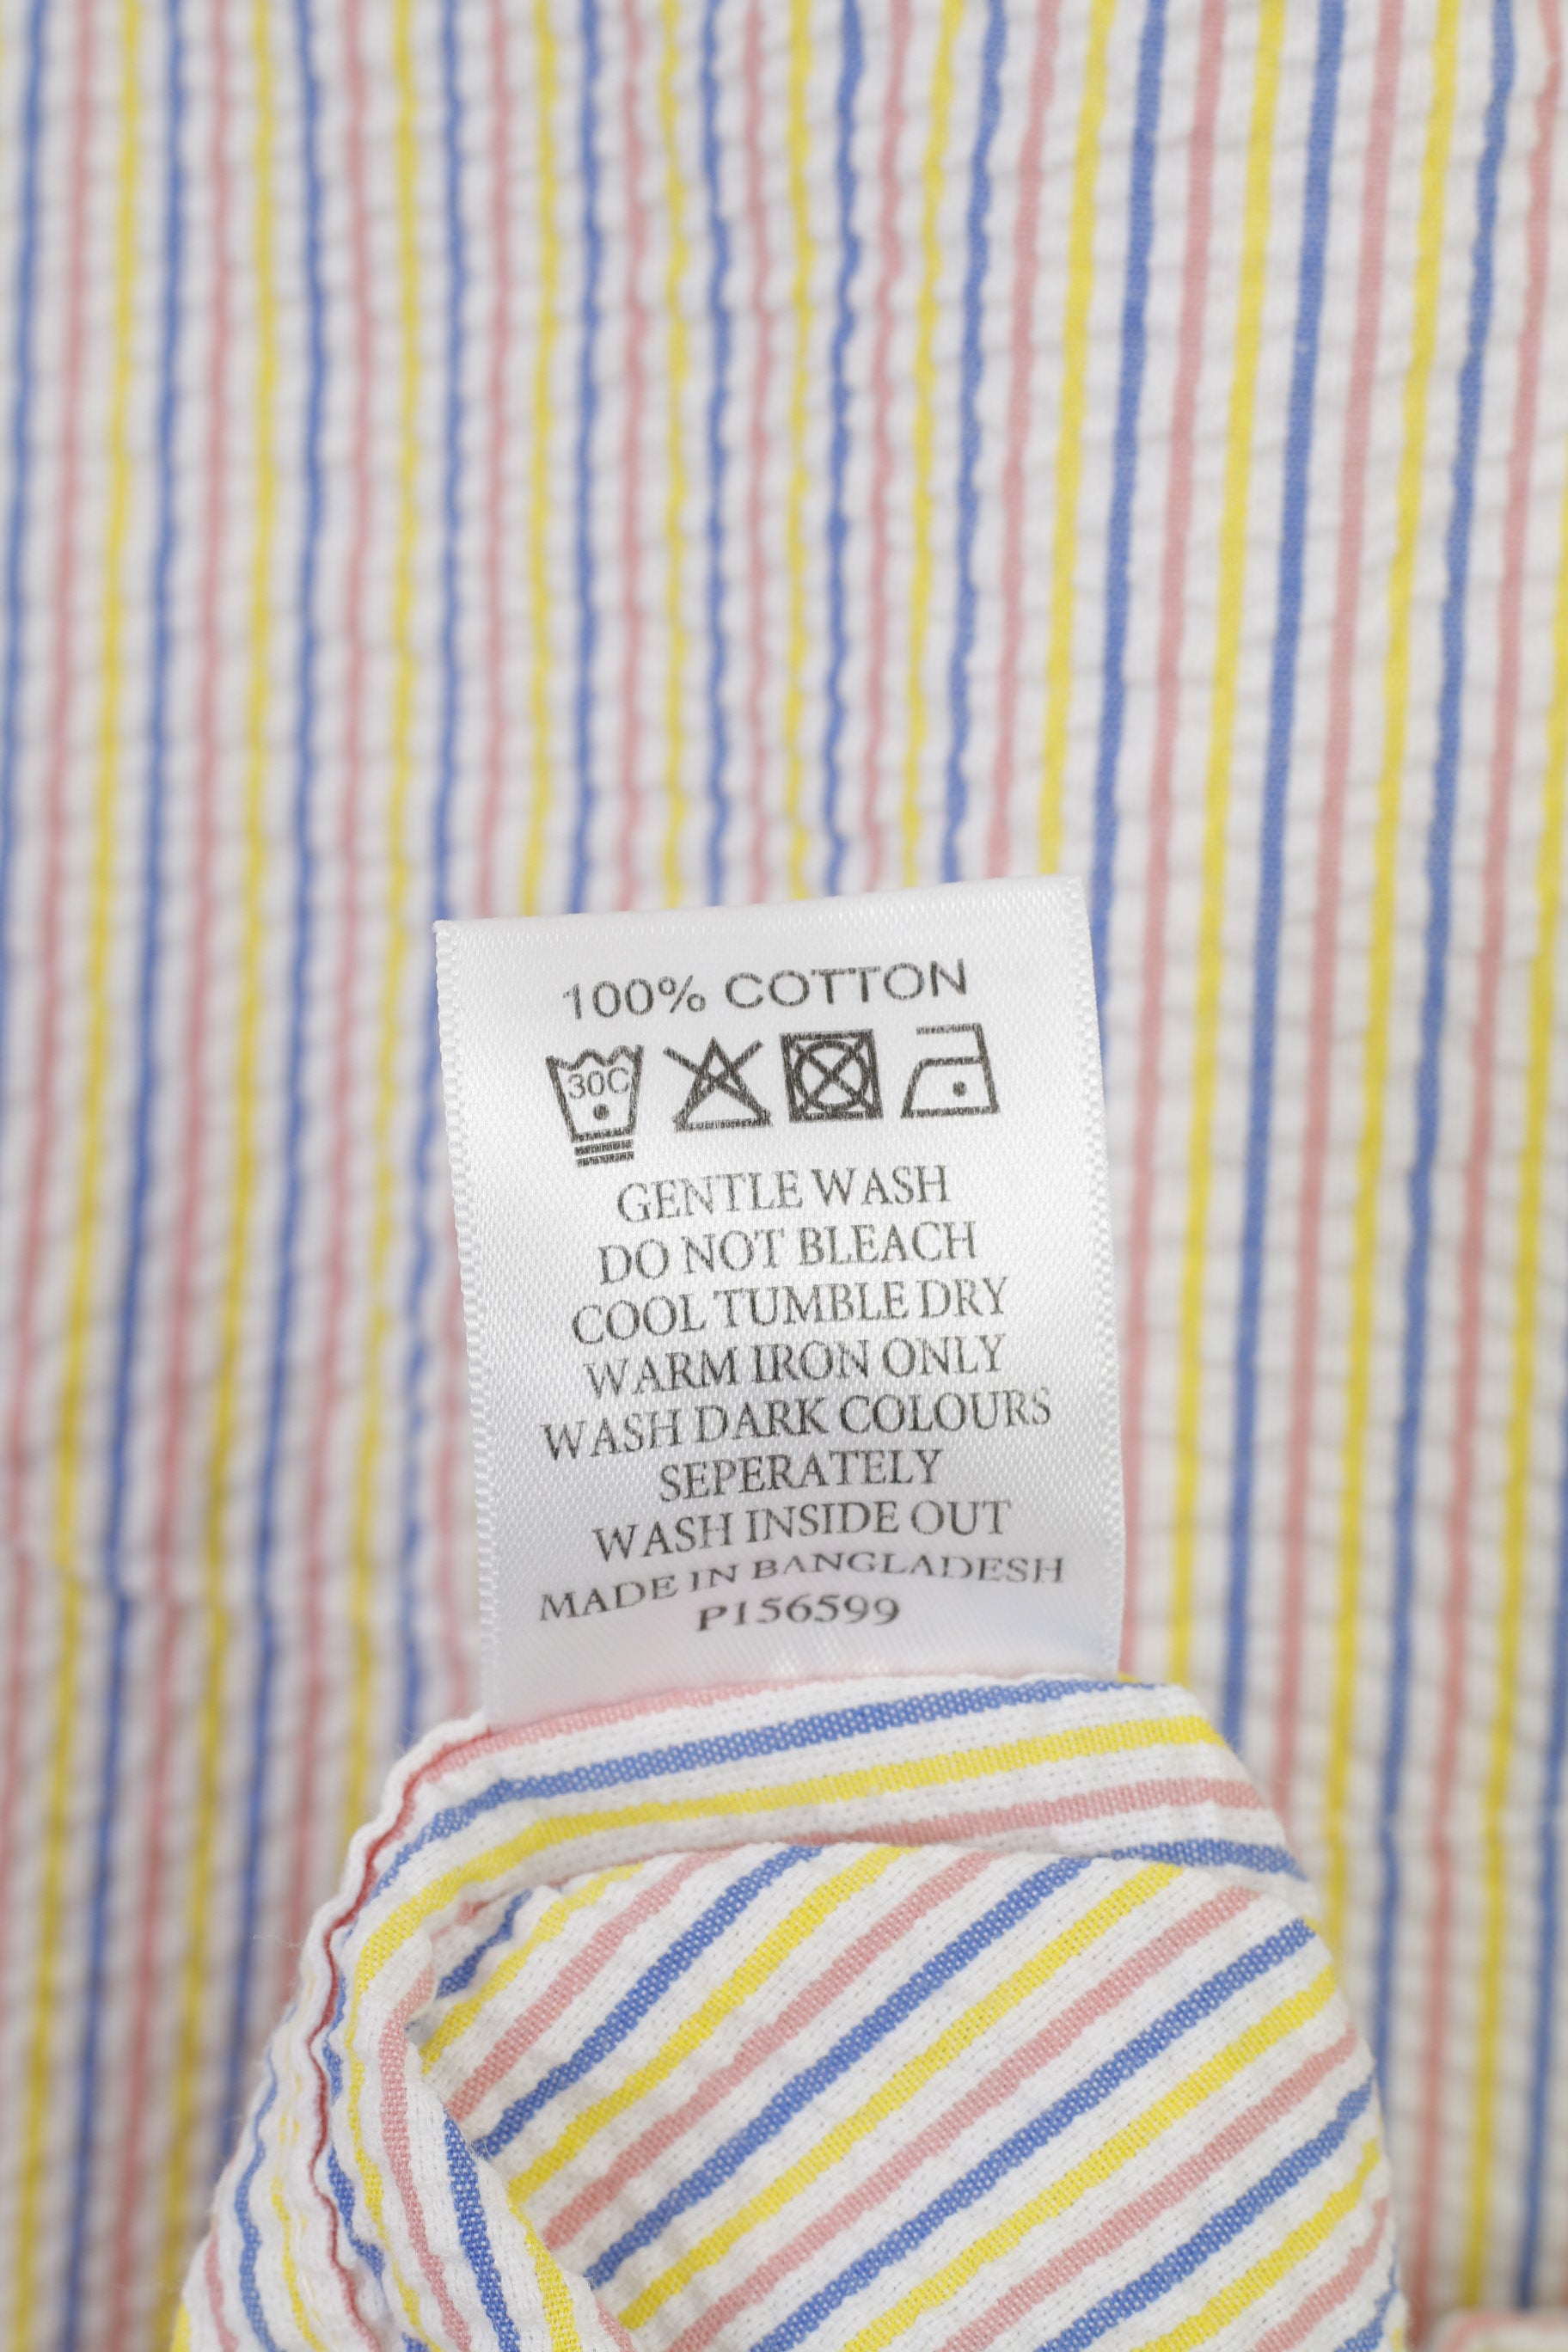 100% COTTON
30C
GENTLE WASH
DO NOT BLEACH
COOL TUMBLE DRY
WARM IRON ONLY
WASH DARK COLOURS
SEPERATELY
WASH INSIDE OUT
MADE IN BANGLADESH
P156599